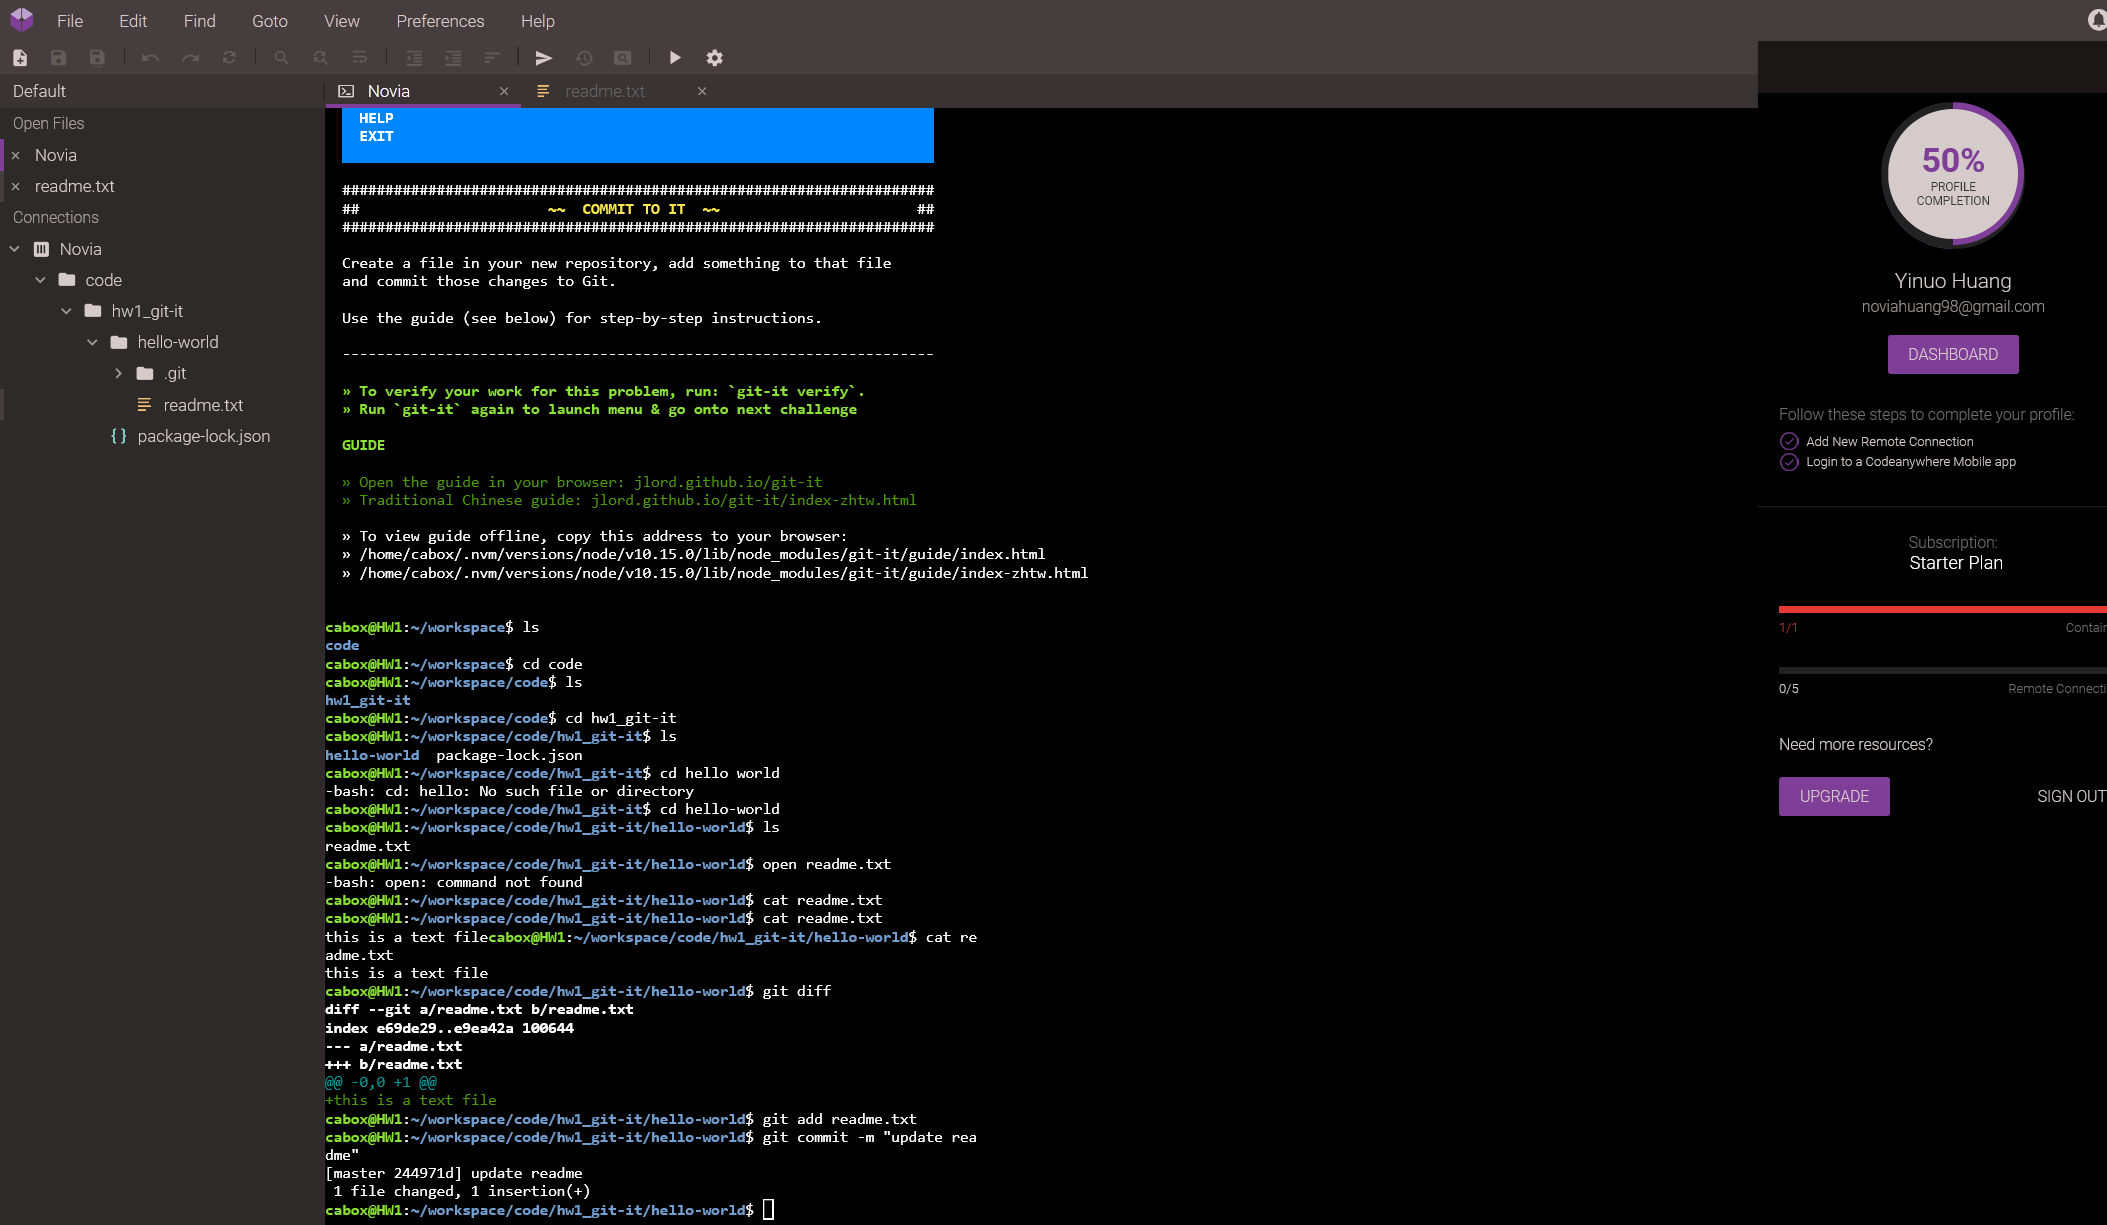 File Edit Find Goto View Preferences Help
Default
Novia
readme.txt
Open Files
Novia
readme.txt
Connections
Novia
code
hw1_git-it
hello-world
.git
readme.txt
package-lock.json
HELP
EXIT
#####################################################################
## ~~ COMMIT TO IT ~~ ##
#####################################################################
Create a file in your new repository, add something to that file
and commit those changes to Git.
Use the guide (see below) for step-by-step instructions.
---------------------------------------------------------------------
» To verify your work for this problem, run: `git-it verify`.
» Run `git-it` again to launch menu & go onto next challenge
GUIDE
» Open the guide in your browser: jlord.github.io/git-it
» Traditional Chinese guide: jlord.github.io/git-it/index-zhtw.html
» To view guide offline, copy this address to your browser:
» /home/cabox/.nvm/versions/node/v10.15.0/lib/node_modules/git-it/guide/index.html
» /home/cabox/.nvm/versions/node/v10.15.0/lib/node_modules/git-it/guide/index-zhtw.html
cabox@HW1:~/workspace$ ls
code
cabox@HW1:~/workspace$ cd code
cabox@HW1:~/workspace/code$ ls
hw1_git-it
cabox@HW1:~/workspace/code$ cd hw1_git-it
cabox@HW1:~/workspace/code/hw1_git-it$ ls
hello-world  package-lock.json
cabox@HW1:~/workspace/code/hw1_git-it$ cd hello world
-bash: cd: hello: No such file or directory
cabox@HW1:~/workspace/code/hw1_git-it$ cd hello-world
cabox@HW1:~/workspace/code/hw1_git-it/hello-world$ ls
readme.txt
cabox@HW1:~/workspace/code/hw1_git-it/hello-world$ open readme.txt
-bash: open: command not found
cabox@HW1:~/workspace/code/hw1_git-it/hello-world$ cat readme.txt
cabox@HW1:~/workspace/code/hw1_git-it/hello-world$ cat readme.txt
this is a text filecabox@HW1:~/workspace/code/hw1_git-it/hello-world$ cat re
adme.txt
this is a text file
cabox@HW1:~/workspace/code/hw1_git-it/hello-world$ git diff
diff --git a/readme.txt b/readme.txt
index e69de29..e9ea42a 100644
--- a/readme.txt
+++ b/readme.txt
@@ -0,0 +1 @@
+this is a text file
cabox@HW1:~/workspace/code/hw1_git-it/hello-world$ git add readme.txt
cabox@HW1:~/workspace/code/hw1_git-it/hello-world$ git commit -m "update rea
dme"
[master 244971d] update readme
 1 file changed, 1 insertion(+)
cabox@HW1:~/workspace/code/hw1_git-it/hello-world$
50%
PROFILE
COMPLETION
Yinuo Huang
noviahuang98@gmail.com
DASHBOARD
Follow these steps to complete your profile:
Add New Remote Connection
Login to a Codeanywhere Mobile app
Subscription:
Starter Plan
1/1 Contain
0/5 Remote Connecti
Need more resources?
UPGRADE SIGN OUT